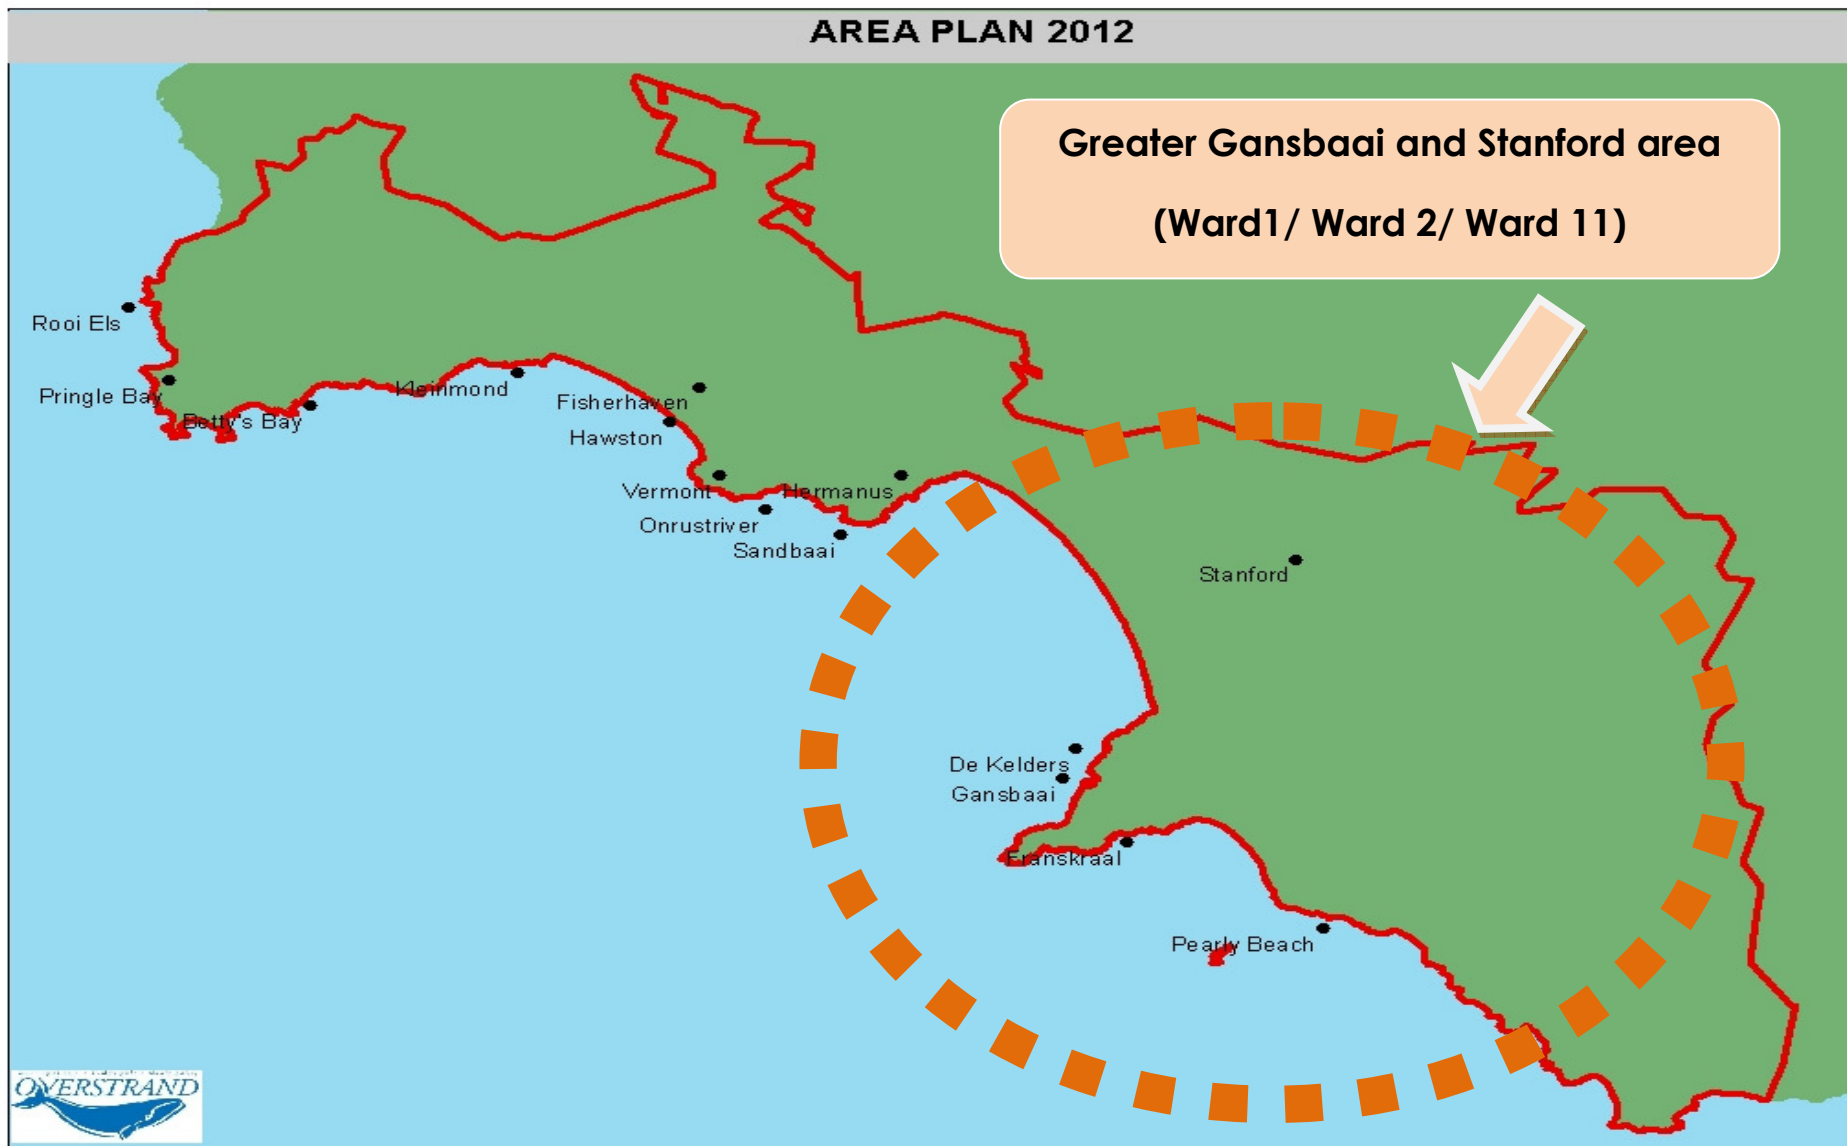 AREA PLAN 2012
Greater Gansbaai and Stanford area
(Ward1/ Ward 2/ Ward 11)
Rooi Els
Pringle Bay
Betty's Bay
Kleinmond
Fisherhaven
Hawston
Vermont
Hermanus
Onrustriver
Sandbaai
Stanford
De Kelders
Gansbaai
Franskraal
Pearly Beach
OVERSTRAND